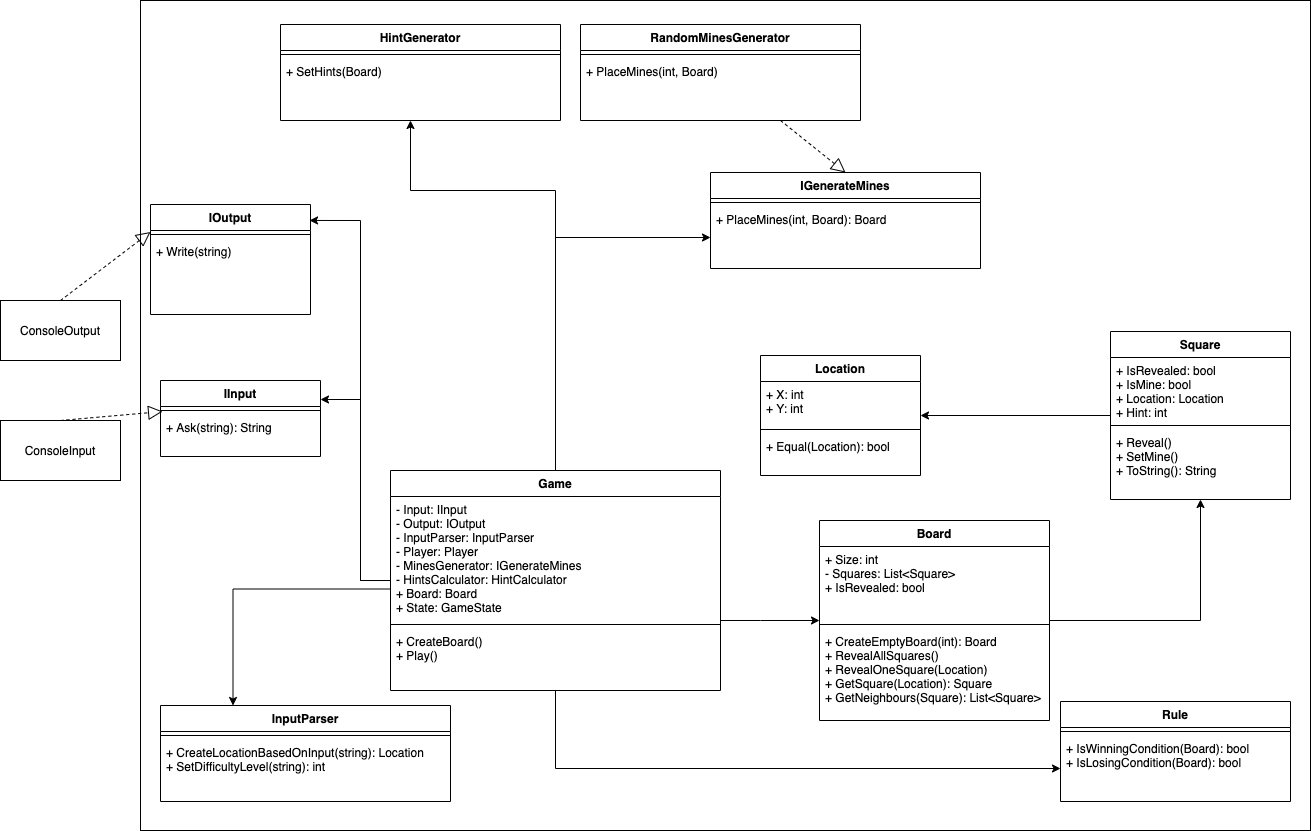 HintGenerator
+ SetHints(Board)
RandomMinesGenerator
+ PlaceMines(int, Board)
IGenerateMines
+ PlaceMines(int, Board): Board
IOutput
+ Write(string)
ConsoleOutput
IInput
+ Ask(string): String
ConsoleInput
Location
+ X: int
+ Y: int
+ Equal(Location): bool
Square
+ IsRevealed: bool
+ IsMine: bool
+ Location: Location
+ Hint: int
+ Reveal()
+ SetMine()
+ ToString(): String
Game
- Input: IInput
- Output: IOutput
- InputParser: InputParser
- Player: Player
- MinesGenerator: IGenerateMines
- HintsCalculator: HintCalculator
+ Board: Board
+ State: GameState
+ CreateBoard()
+ Play()
Board
+ Size: int
- Squares: List<Square>
+ IsRevealed: bool
+ CreateEmptyBoard(int): Board
+ RevealAllSquares()
+ RevealOneSquare(Location)
+ GetSquare(Location): Square
+ GetNeighbours(Square): List<Square>
InputParser
+ CreateLocationBasedOnInput(string): Location
+ SetDifficultyLevel(string): int
Rule
+ IsWinningCondition(Board): bool
+ IsLosingCondition(Board): bool